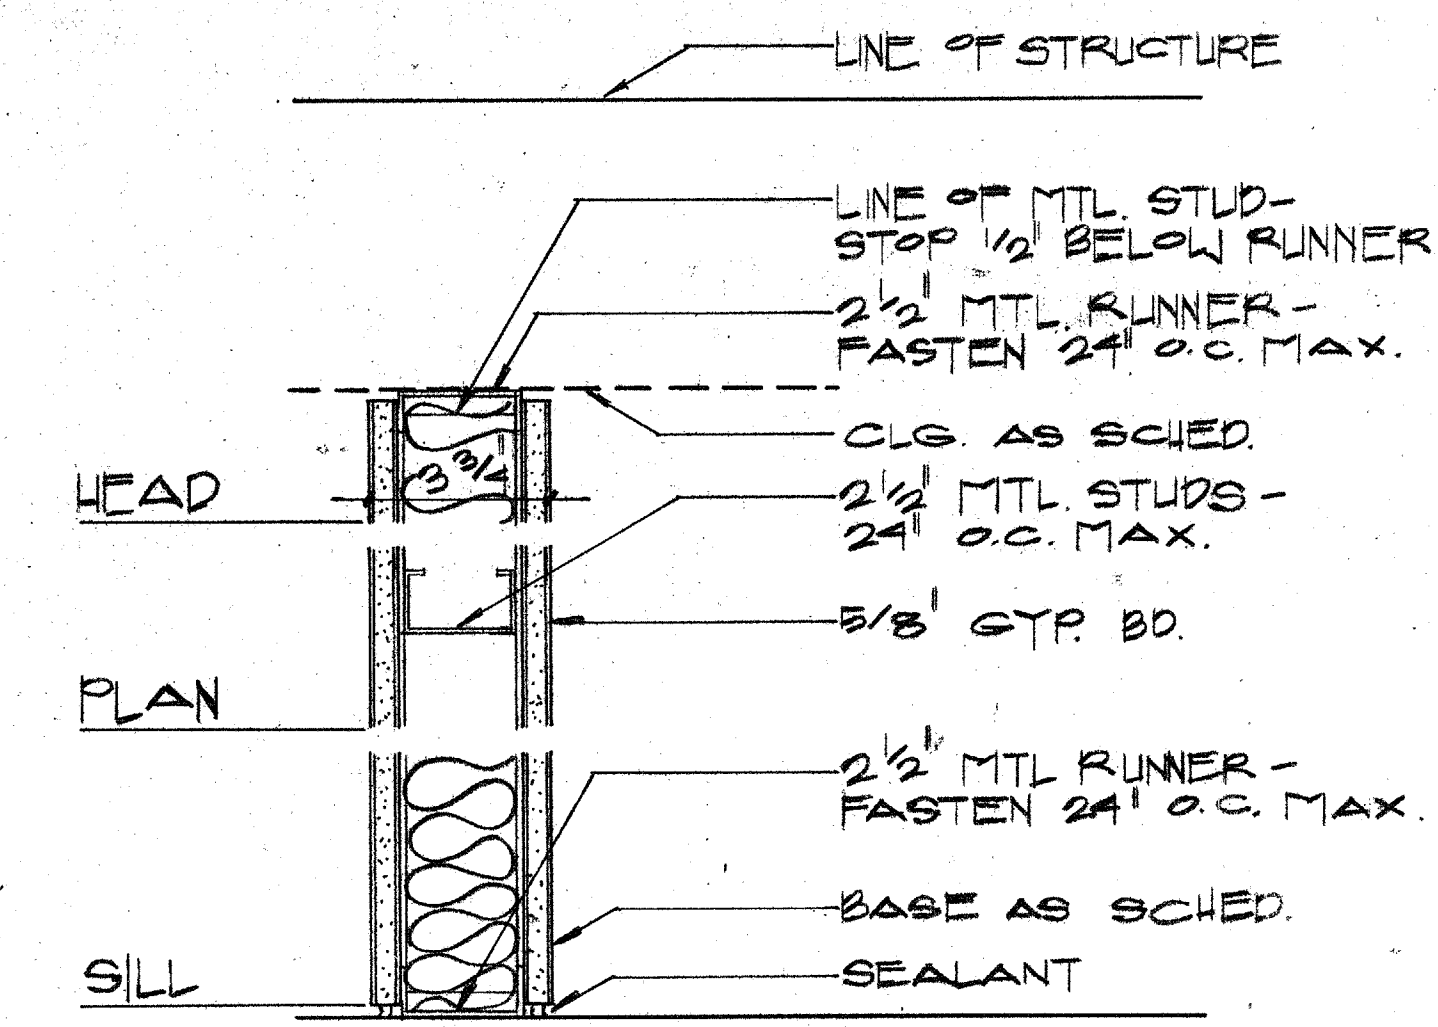 LINE OF STRUCTURE
LINE OF MTL. STUD-
STOP 1/2" BELOW RUNNER
2 1/2" MTL. RUNNER-
FASTEN 24" O.C. MAX.
CLG. AS SCHED.
3 3/4"
HEAD
2 1/2" MTL. STUDS-
24" O.C. MAX.
5/8" GYP. BD.
PLAN
2 1/2" MTL RUNNER-
FASTEN 24" O.C. MAX.
BASE AS SCHED.
SILL
SEALANT